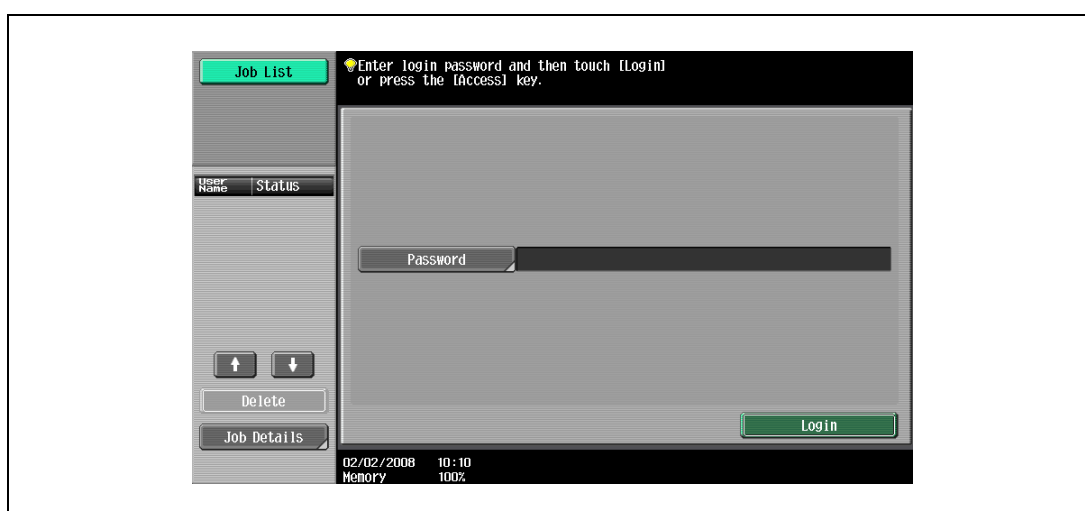 Job List
Enter login password and then touch [Login]
or press the [Access] key.
User
Name
Status
Password
Delete
Login
Job Details
02/02/2008 10:10
Memory 100%